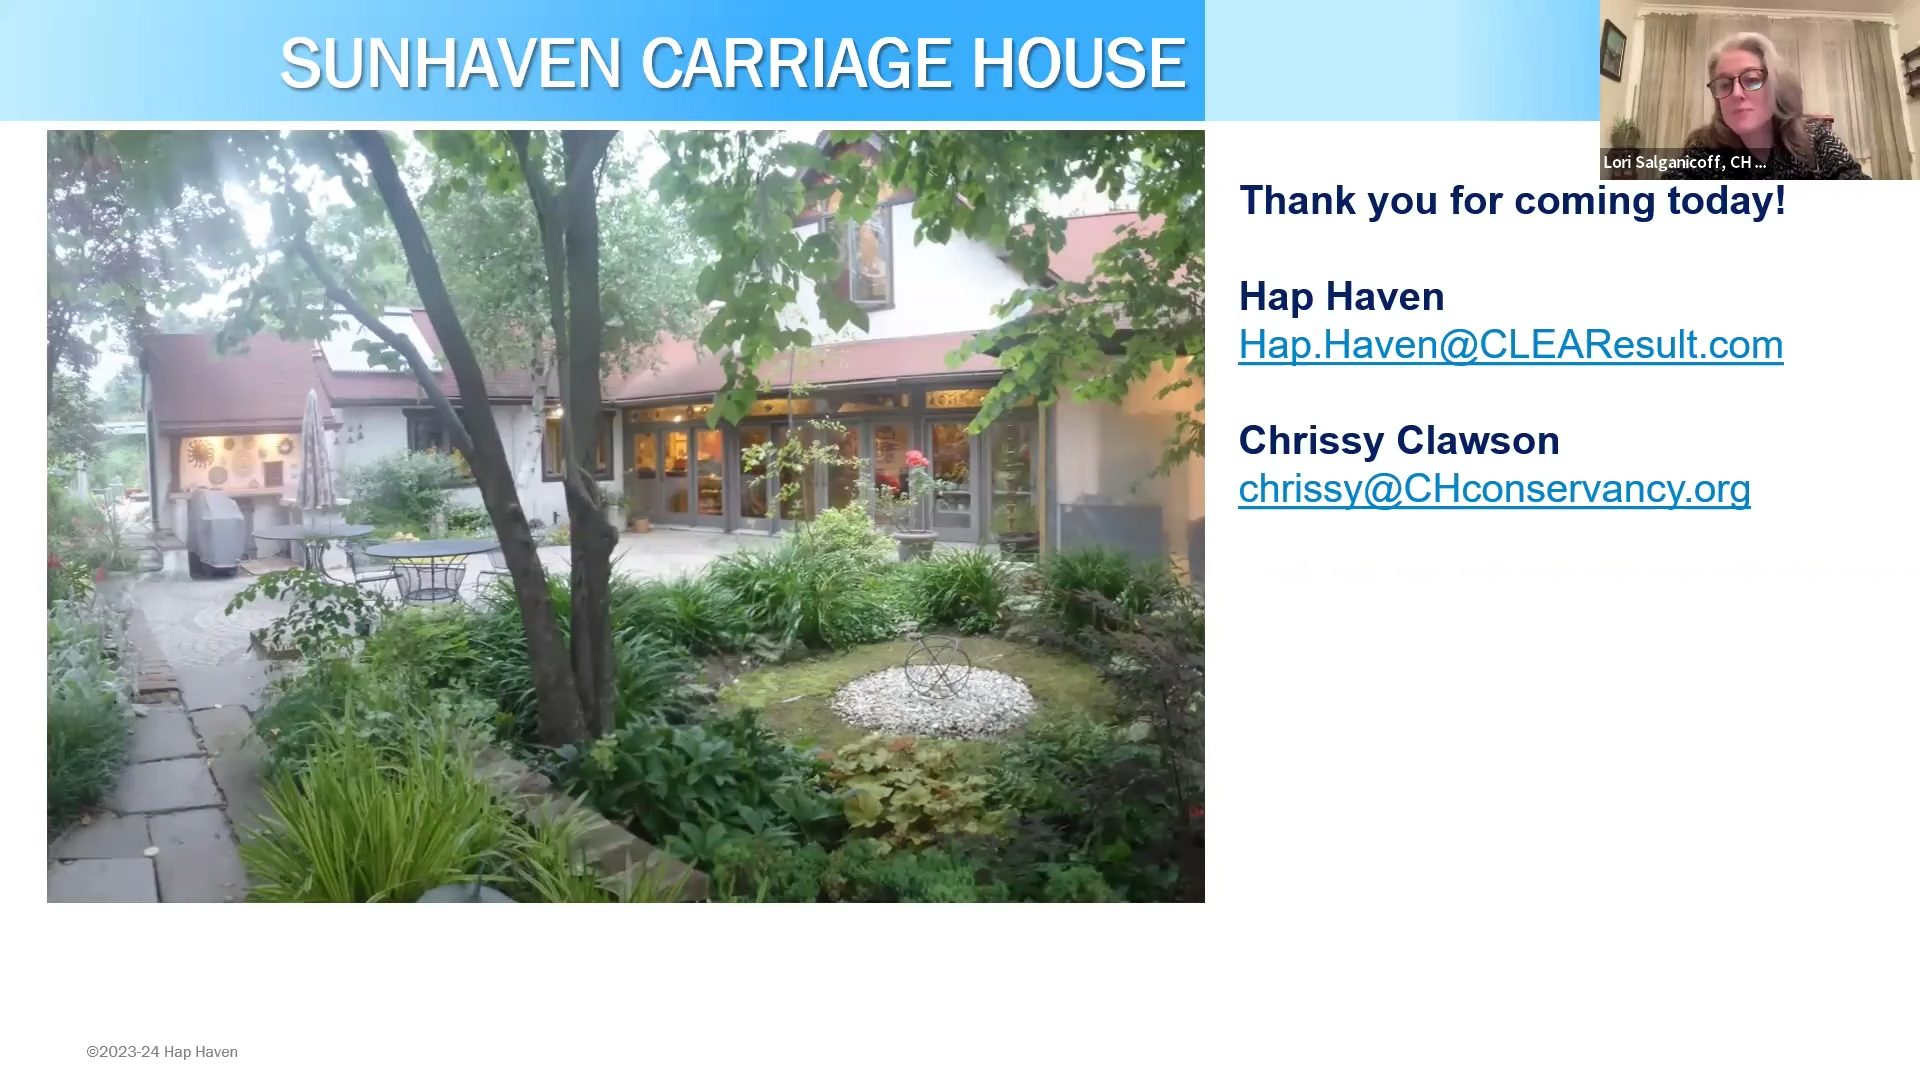 SUNHAVEN CARRIAGE HOUSE
Lori Salganicoff, CH ...
Thank you for coming today!
Hap Haven
Hap.Haven@CLEAResult.com
Chrissy Clawson
chrissy@CHconservancy.org
©2023-24 Hap Haven